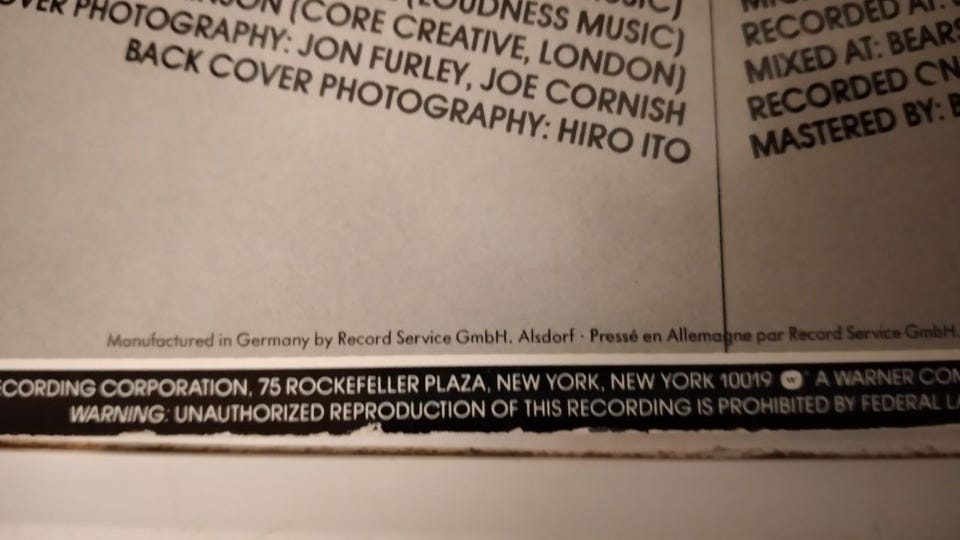 (LOUDNESS MUSIC)
(CORE CREATIVE, LONDON)
PHOTOGRAPHY: JON FURLEY, JOE CORNISH
BACK COVER PHOTOGRAPHY: HIRO ITO
RECORDED AT:
MIXED AT: BEARS
RECORDED
MASTERED BY:
Manufactured in Germany by Record Service GmbH. Alsdorf · Pressé en Allemagne par Record Service GmbH.
ECORDING CORPORATION, 75 ROCKEFELLER PLAZA, NEW YORK, NEW YORK 10019 W A WARNER COM
WARNING: UNAUTHORIZED REPRODUCTION OF THIS RECORDING IS PROHIBITED BY FEDERAL LA